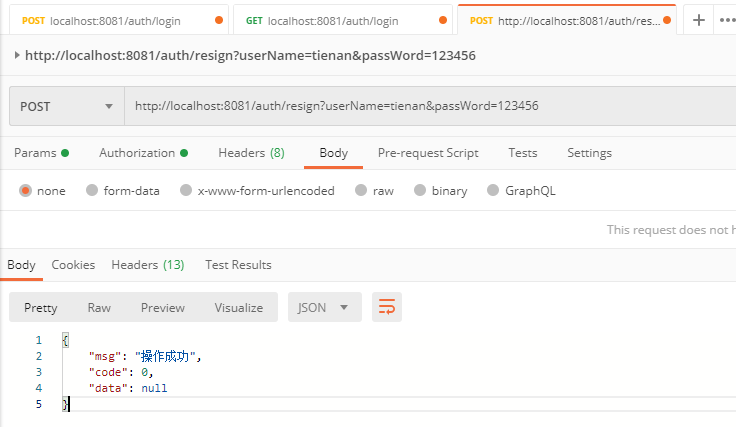 POST localhost:8081/auth/login
GET localhost:8081/auth/login
POST http://localhost:8081/auth/res...
http://localhost:8081/auth/resign?userName=tienan&passWord=123456
POST http://localhost:8081/auth/resign?userName=tienan&passWord=123456
Params Authorization Headers (8) Body Pre-request Script Tests Settings
none form-data x-www-form-urlencoded raw binary GraphQL
This request does not h
Body Cookies Headers (13) Test Results
Pretty Raw Preview Visualize JSON
1 {
2 "msg": "操作成功",
3 "code": 0,
4 "data": null
5 }